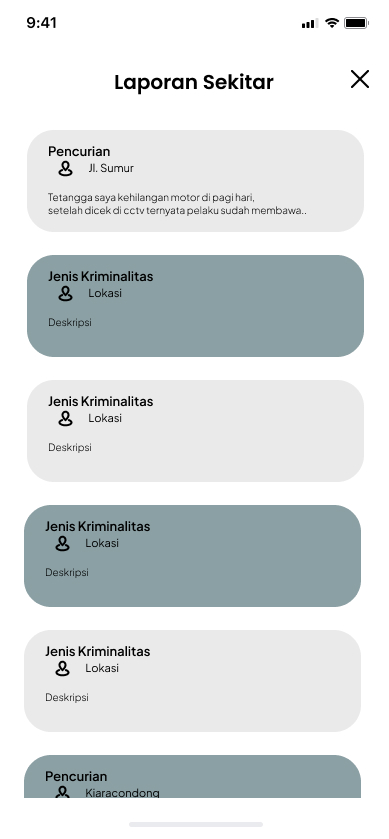 9:41
Laporan Sekitar
Pencurian
Jl. Sumur
Tetangga saya kehilangan motor di pagi hari,
setelah dicek di cctv ternyata pelaku sudah membawa..
Jenis Kriminalitas
Lokasi
Deskripsi
Jenis Kriminalitas
Lokasi
Deskripsi
Jenis Kriminalitas
Lokasi
Deskripsi
Jenis Kriminalitas
Lokasi
Deskripsi
Pencurian
Kiaracondong